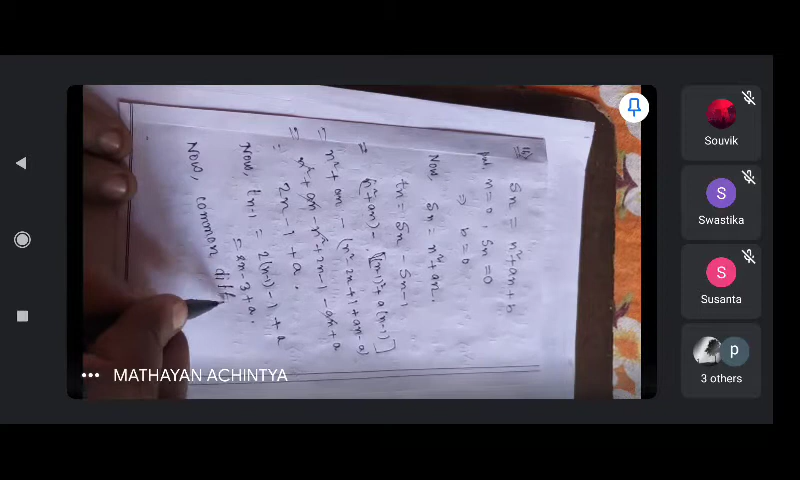 14)
Sn = n²+an+b
put, n=0, Sn=0
⇒ b=0
Now, Sn = n²+an.
tn = Sn - Sn-1
= (n²+an) - [(n-1)²+a(n-1)]
= n²+an - (n²-2n+1+an-a)
= n²+an-n²+2n-1-an+a
= 2n-1+a.
Now, tn-1 = 2(n-1)-1+a
= 2n-3+a.
Now, common diff
MATHAYAN ACHINTYA
Souvik
S
Swastika
S
Susanta
p
3 others